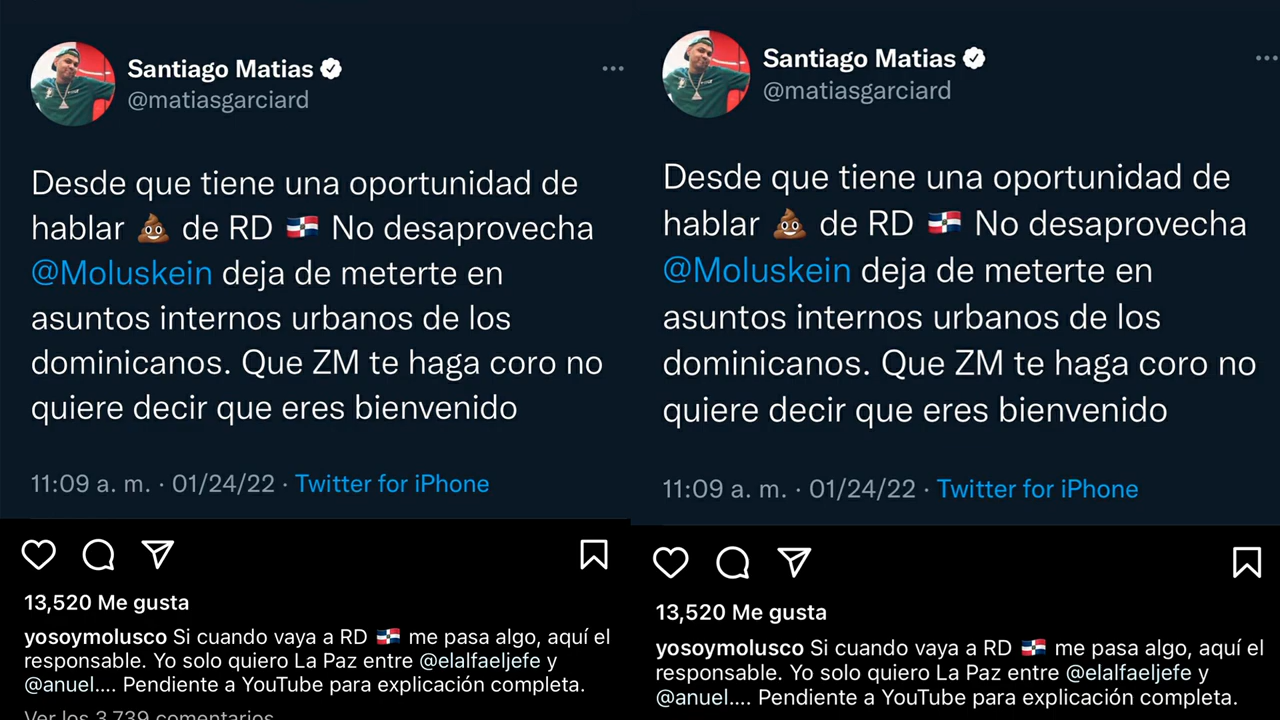 Santiago Matias
@matiasgarciard
Desde que tiene una oportunidad de
hablar 💩 de RD 🇩🇴 No desaprovecha
@Moluskein deja de meterte en
asuntos internos urbanos de los
dominicanos. Que ZM te haga coro no
quiere decir que eres bienvenido
11:09 a. m. · 01/24/22 · Twitter for iPhone
13,520 Me gusta
yosoymolusco Si cuando vaya a RD 🇩🇴 me pasa algo, aquí el
responsable. Yo solo quiero La Paz entre @elalfaeljefe y
@anuel.... Pendiente a YouTube para explicación completa.
Ver los 3,739 comentarios
Santiago Matias
@matiasgarciard
Desde que tiene una oportunidad de
hablar 💩 de RD 🇩🇴 No desaprovecha
@Moluskein deja de meterte en
asuntos internos urbanos de los
dominicanos. Que ZM te haga coro no
quiere decir que eres bienvenido
11:09 a. m. · 01/24/22 · Twitter for iPhone
13,520 Me gusta
yosoymolusco Si cuando vaya a RD 🇩🇴 me pasa algo, aquí el
responsable. Yo solo quiero La Paz entre @elalfaeljefe y
@anuel.... Pendiente a YouTube para explicación completa.